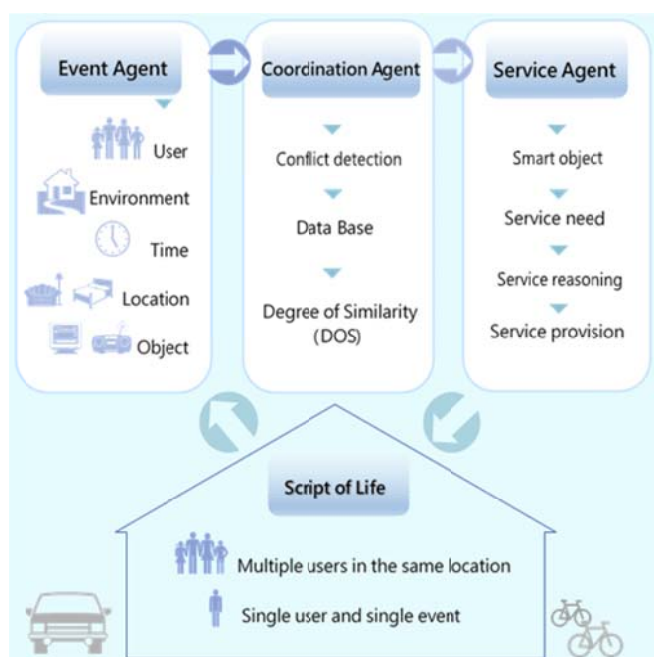 Event Agent
User
Environment
Time
Location
Object
Coordination Agent
Conflict detection
Data Base
Degree of Similarity
(DOS)
Service Agent
Smart object
Service need
Service reasoning
Service provision
Script of Life
Multiple users in the same location
Single user and single event